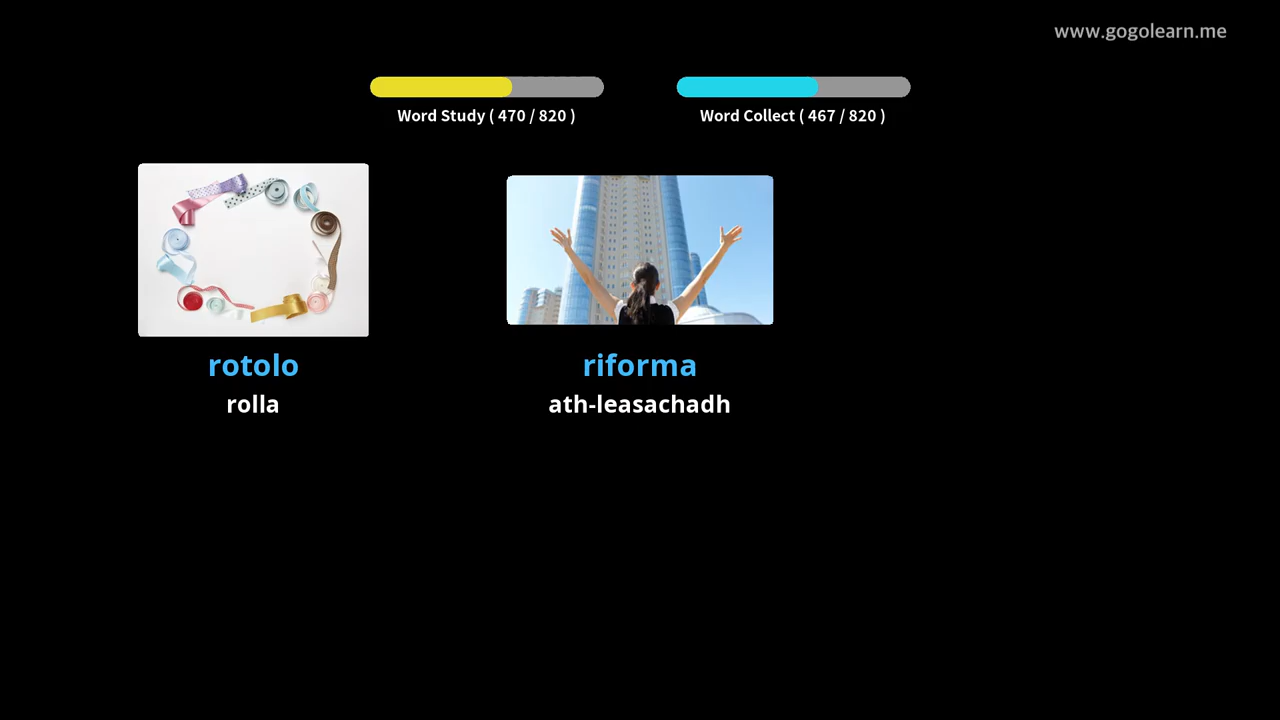 www.gogolearn.me
Word Study ( 470 / 820 )
Word Collect ( 467 / 820 )
rotolo
rolla
riforma
ath-leasachadh